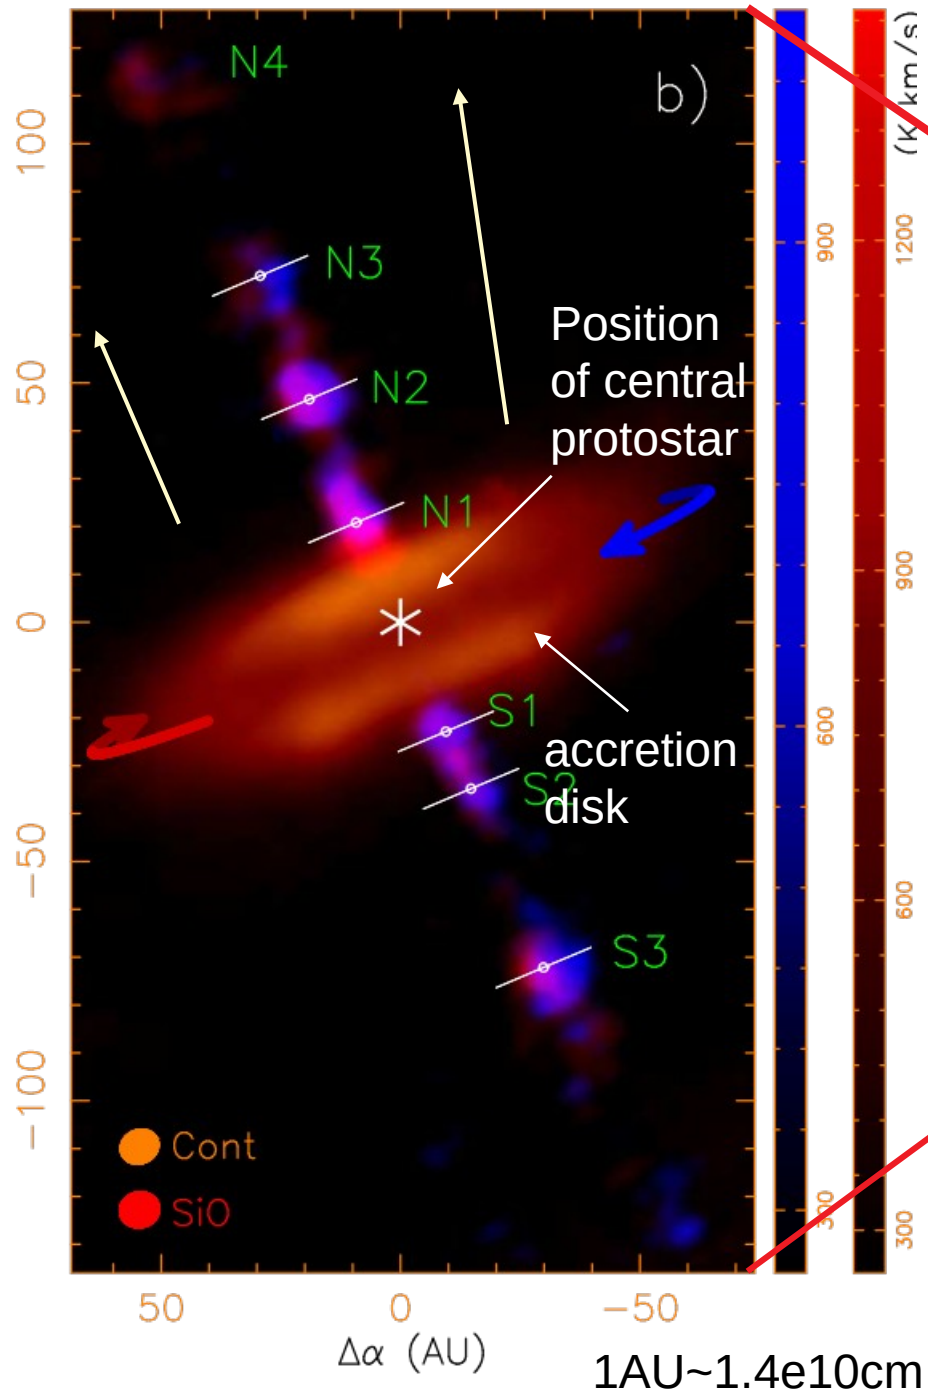 N4
b)
(K km/s)
100
N3
900
1200
Position
of central
protostar
50
N2
N1
900
0
S1
600
accretion
S2
disk
−50
600
S3
−100
Cont
SiO
300
300
50
0
−50
Δα (AU)
1AU~1.4e10cm